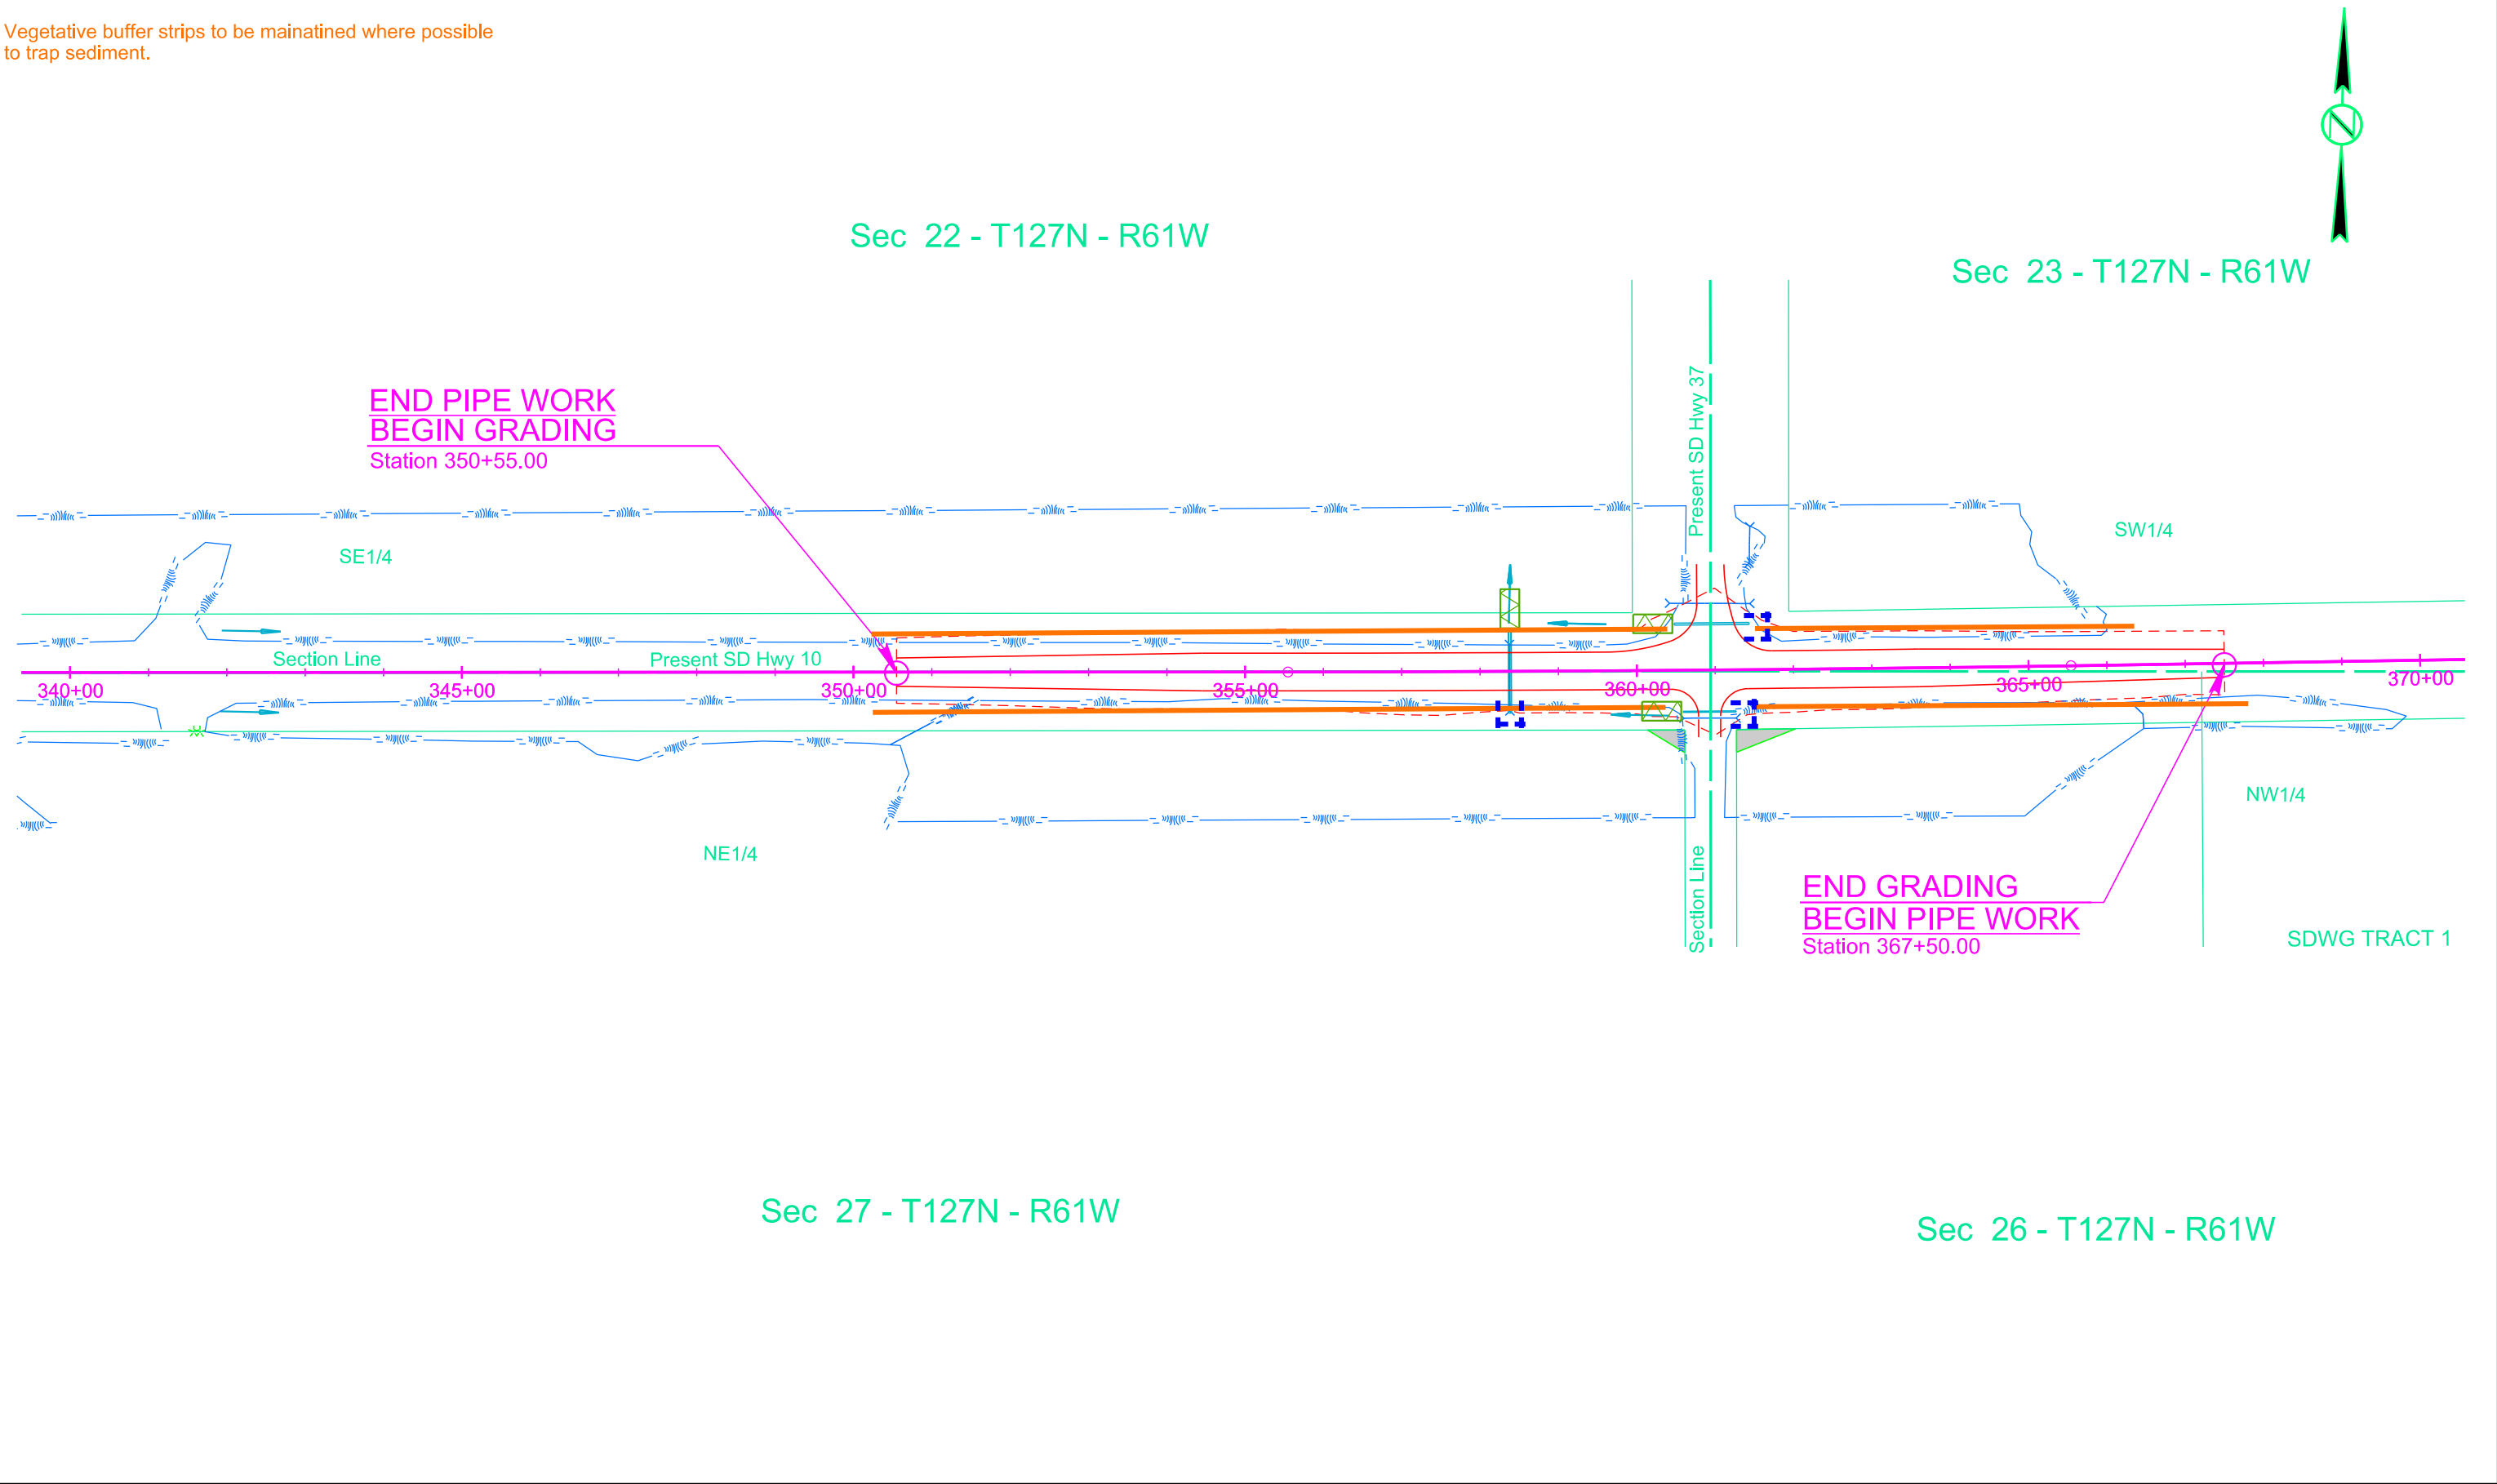 Vegetative buffer strips to be mainatined where possible
to trap sediment.
N
Sec 22 - T127N - R61W
Sec 23 - T127N - R61W
Present SD Hwy 37
END PIPE WORK
BEGIN GRADING
Station 350+55.00
SE1/4
SW1/4
Section Line
Present SD Hwy 10
340+00
345+00
350+00
355+00
360+00
365+00
370+00
NW1/4
NE1/4
Section Line
END GRADING
BEGIN PIPE WORK
Station 367+50.00
SDWG TRACT 1
Sec 27 - T127N - R61W
Sec 26 - T127N - R61W